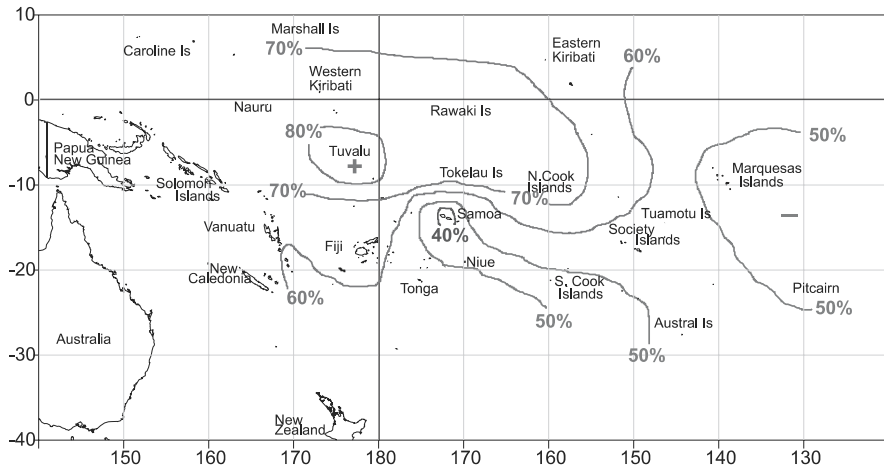 10
Marshall Is
Caroline Is
70%
Eastern
Kiribati
60%
Western
Kiribati
0
Nauru
Rawaki Is
80%
50%
Tuvalu
+
Papua
New Guinea
Tokelau Is
Marquesas
Islands
-10
Solomon
Islands
70%
N.Cook
Islands
70%
Samoa
Tuamotu Is
−
Vanuatu
40%
Society
Islands
Fiji
-20
New
Caledonia
Niue
Tonga
S. Cook
Islands
Pitcairn
60%
50%
50%
Austral Is
Australia
-30
50%
New
Zealand
-40
150
160
170
180
170
160
150
140
130